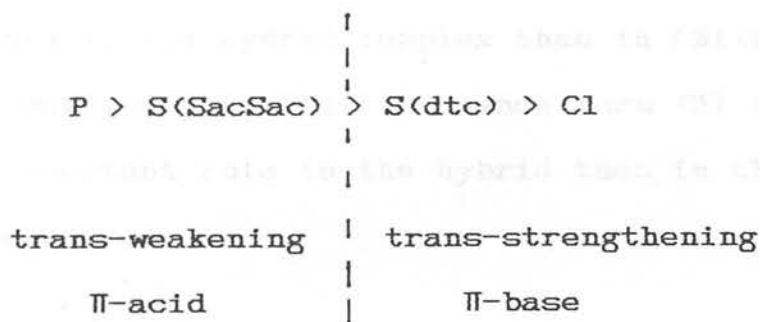 P > S(SacSac) > S(dtc) > Cl
trans-weakening trans-strengthening
Π-acid Π-base